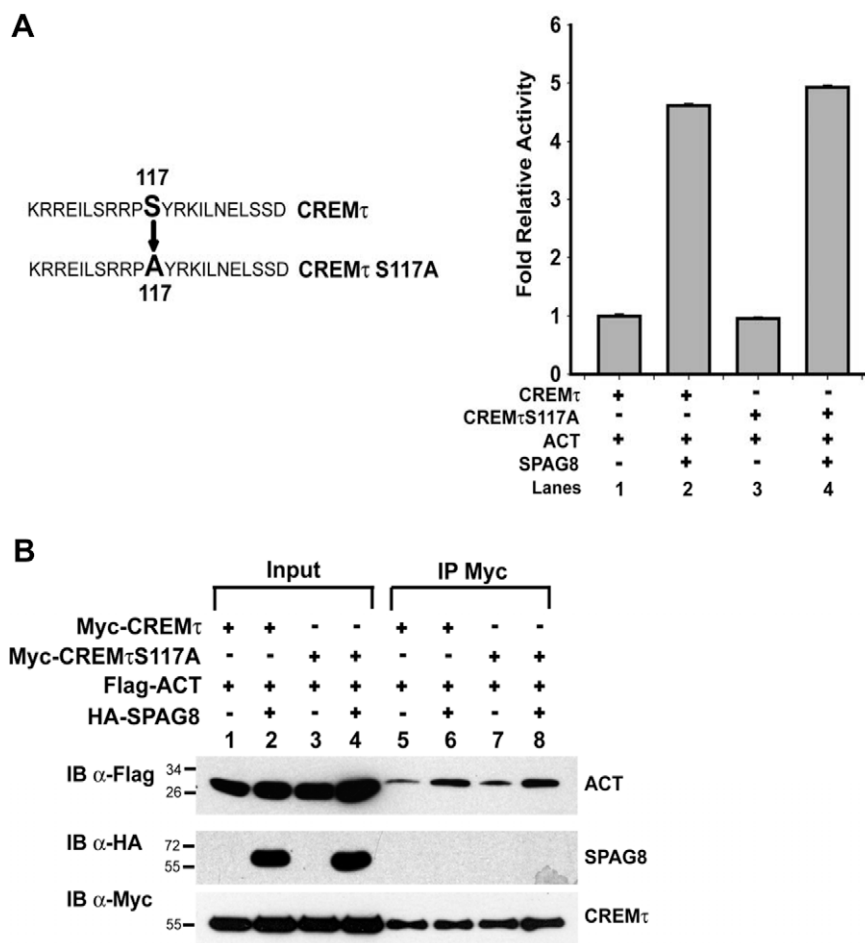 A
117
KRREILSRRPSYRKILNELSSD CREMτ
KRREILSRRPAYRKILNELSSD CREMτ S117A
117
Fold Relative Activity
6
5
4
3
2
1
0
CREMτ + + - -
CREMτS117A - - + +
ACT + + + +
SPAG8 - + - +
Lanes 1 2 3 4
B
Input IP Myc
Myc-CREMτ + + - - + + - -
Myc-CREMτS117A - - + + - - + +
Flag-ACT + + + + + + + +
HA-SPAG8 - + - + - + - +
1 2 3 4 5 6 7 8
IB α-Flag 34 ACT
26
IB α-HA 72 SPAG8
55
IB α-Myc
55 CREMτ